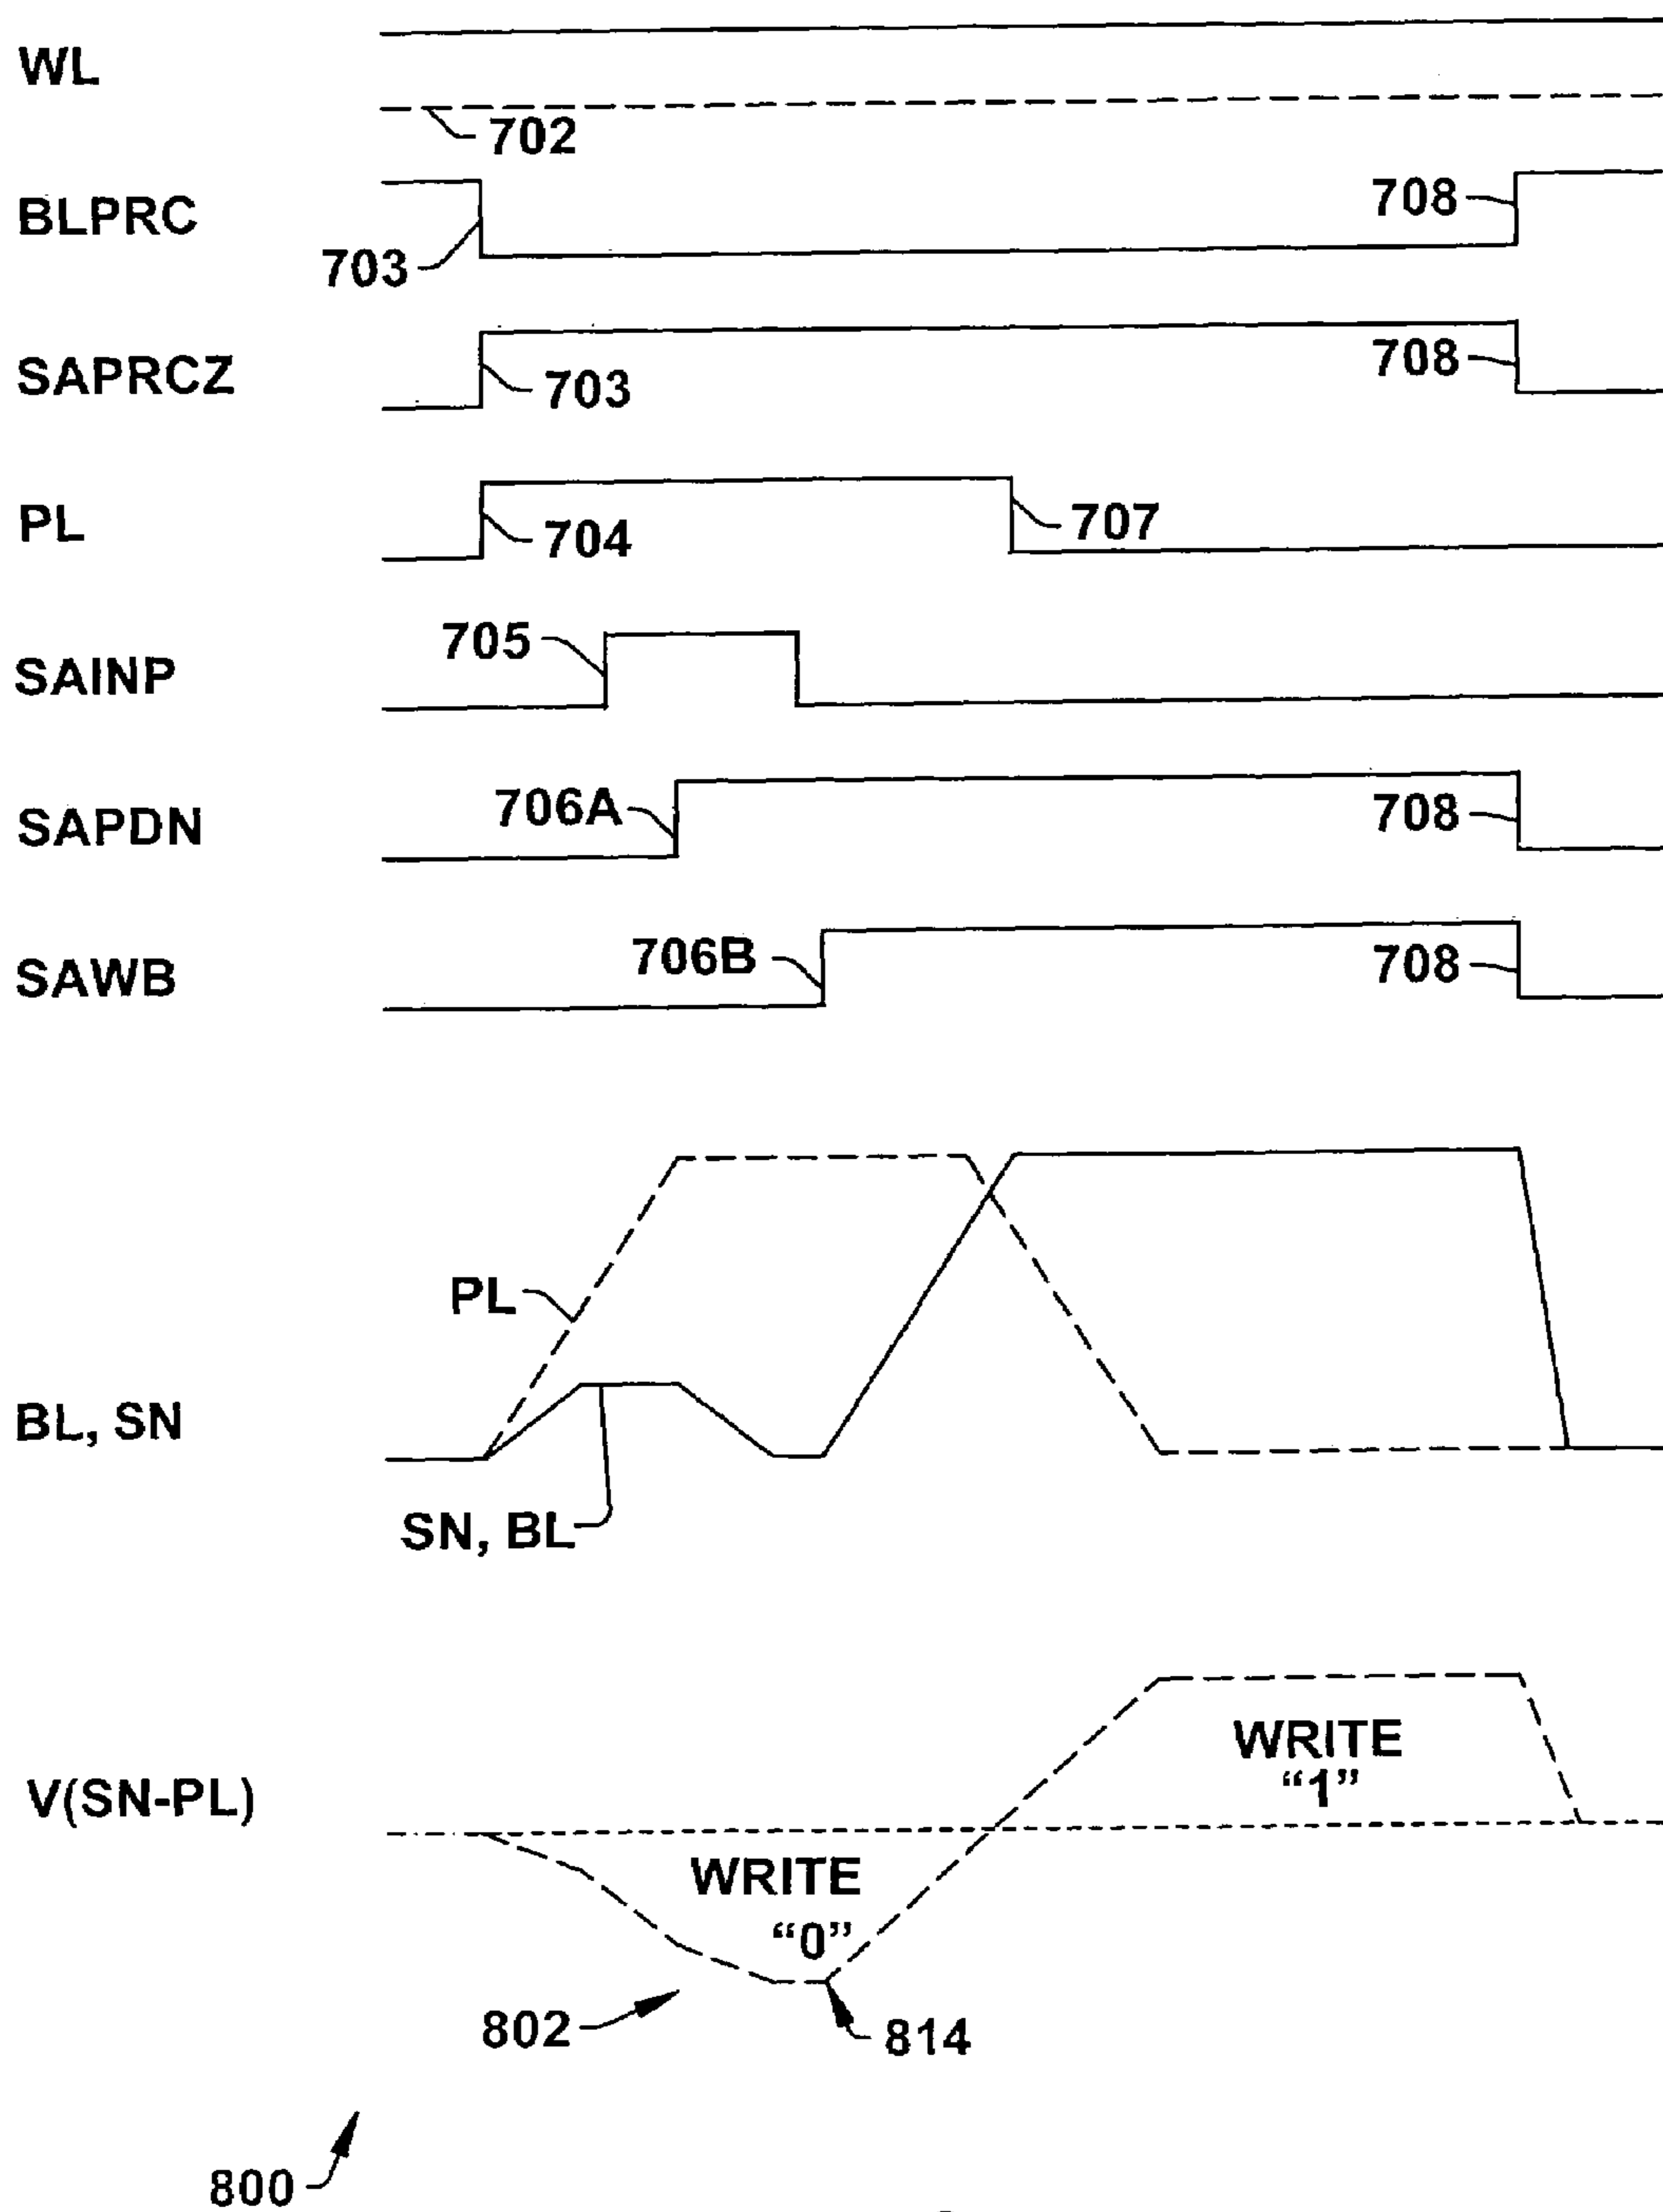 WL
702
BLPRC
703
708
SAPRCZ
703
708
PL
704
707
SAINP
705
SAPDN
706A
708
SAWB
706B
708
PL
BL, SN
SN, BL
WRITE
“1”
V(SN-PL)
WRITE
“0”
802
814
800